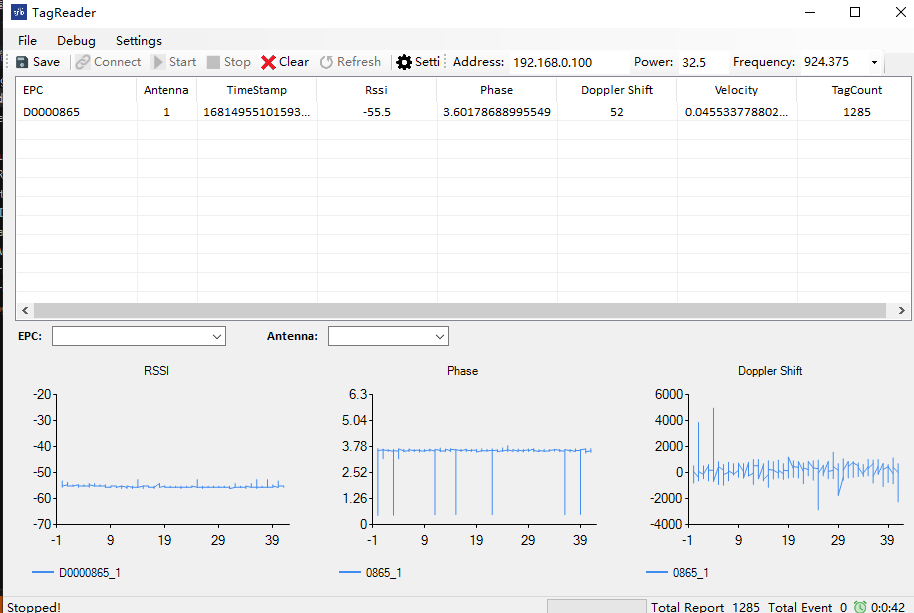 TagReader
File Debug Settings
Save Connect Start Stop Clear Refresh Setti Address: 192.168.0.100 Power: 32.5 Frequency: 924.375
EPC Antenna TimeStamp Rssi Phase Doppler Shift Velocity TagCount
D0000865 1 16814955101593... -55.5 3.60178688995549 52 0.045533778802... 1285
EPC: Antenna:
RSSI Phase Doppler Shift
-20 6.3 6000
-30 5.04 4000
-40 3.78 2000
-50 2.52 0
-60 1.26 -2000
-70 0 -4000
-1 9 19 29 39 -1 9 19 29 39 -1 9 19 29 39
D0000865_1 0865_1 0865_1
Stopped! Total Report 1285 Total Event 0 0:0:42